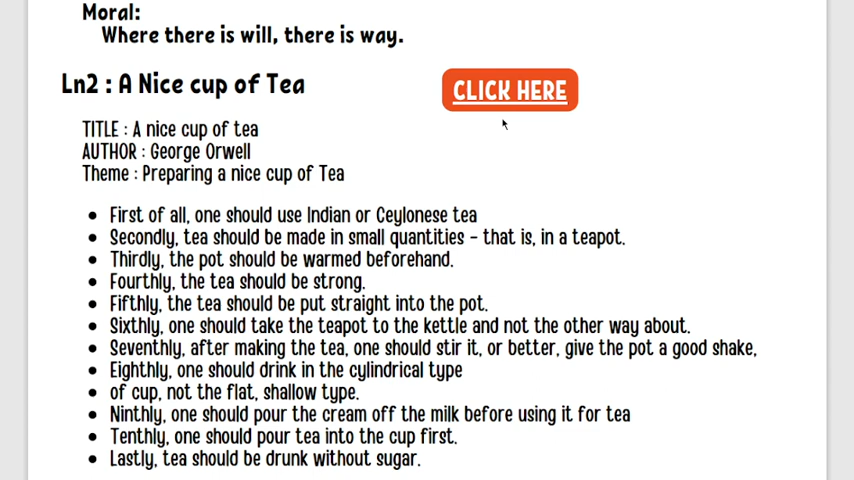 Moral:
Where there is will, there is way.
Ln2 : A Nice cup of Tea
CLICK HERE
TITLE : A nice cup of tea
AUTHOR : George Orwell
Theme : Preparing a nice cup of Tea
• First of all, one should use Indian or Ceylonese tea
• Secondly, tea should be made in small quantities - that is, in a teapot.
• Thirdly, the pot should be warmed beforehand.
• Fourthly, the tea should be strong.
• Fifthly, the tea should be put straight into the pot.
• Sixthly, one should take the teapot to the kettle and not the other way about.
• Seventhly, after making the tea, one should stir it, or better, give the pot a good shake,
• Eighthly, one should drink in the cylindrical type
• of cup, not the flat, shallow type.
• Ninthly, one should pour the cream off the milk before using it for tea
• Tenthly, one should pour tea into the cup first.
• Lastly, tea should be drunk without sugar.